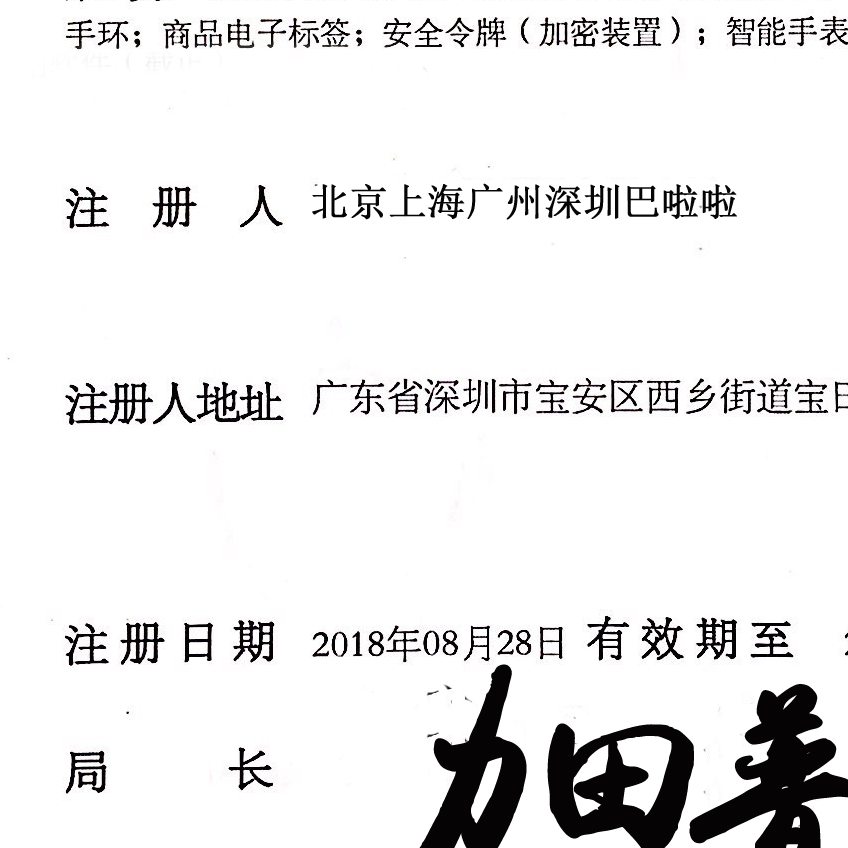 手环；商品电子标签；安全令牌（加密装置）；智能手表
注册人 北京上海广州深圳巴啦啦
注册人地址 广东省深圳市宝安区西乡街道宝
注册日期 2018年08月28日 有效期至
局长